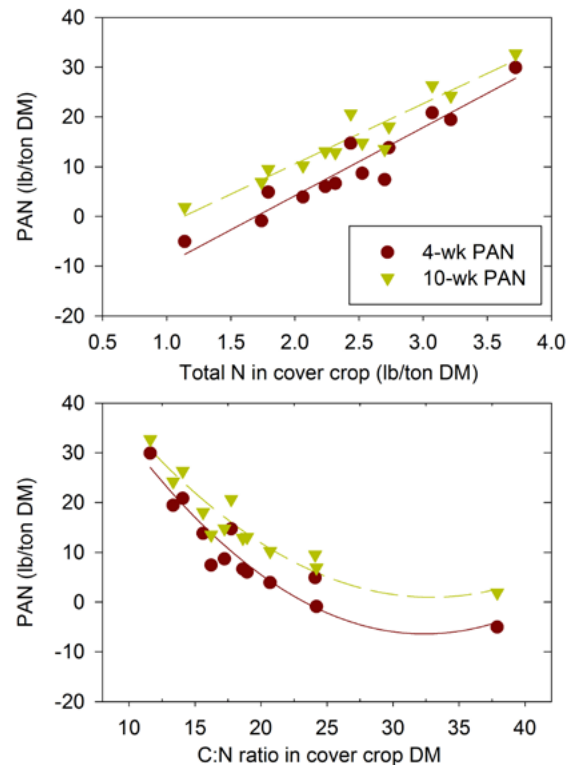 40
30
20
10
0
-10
-20
PAN (lb/ton DM)
4-wk PAN
10-wk PAN
0.5 1.0 1.5 2.0 2.5 3.0 3.5 4.0
Total N in cover crop (lb/ton DM)
40
30
20
10
0
-10
-20
PAN (lb/ton DM)
10 15 20 25 30 35 40
C:N ratio in cover crop DM